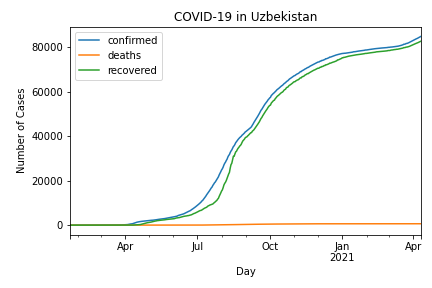 COVID-19 in Uzbekistan
confirmed
deaths
recovered
80000
60000
40000
20000
0
Number of Cases
Apr
Jul
Oct
Jan
2021
Apr
Day